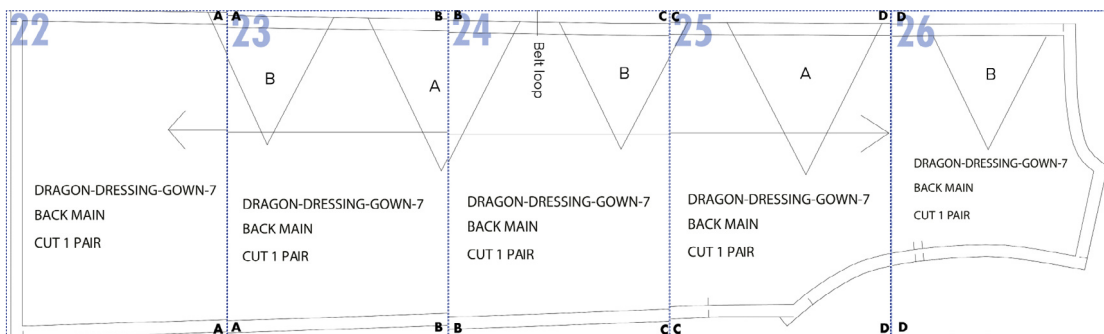 22
A
A
23
B
B
24
C
C
25
D
D
26
B
A
Belt loop
B
A
B
DRAGON-DRESSING-GOWN-7
BACK MAIN
CUT 1 PAIR
DRAGON-DRESSING-GOWN-7
BACK MAIN
CUT 1 PAIR
DRAGON-DRESSING-GOWN-7
BACK MAIN
CUT 1 PAIR
DRAGON-DRESSING-GOWN-7
BACK MAIN
CUT 1 PAIR
DRAGON-DRESSING-GOWN-7
BACK MAIN
CUT 1 PAIR
A
A
B
B
C
C
D
D